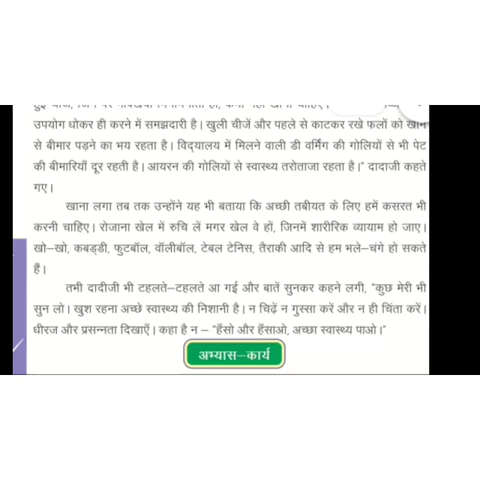 उपयोग धोकर ही करने में समझदारी है। खुली चीजें और पहले से काटकर रखे फलों को खाने
से बीमार पड़ने का भय रहता है। विद्यालय में मिलने वाली डी वर्मिंग की गोलियों से भी पेट
की बीमारियाँ दूर रहती है। आयरन की गोलियों से स्वास्थ्य तरोताजा रहता है।" दादाजी कहते
गए।
खाना लगा तब तक उन्होंने यह भी बताया कि अच्छी तबीयत के लिए हमें कसरत भी
करनी चाहिए। रोजाना खेल में रुचि लें मगर खेल वे हों, जिनमें शारीरिक व्यायाम हो जाए।
खो–खो, कबड्डी, फुटबॉल, वॉलीबॉल, टेबल टेनिस, तैराकी आदि से हम भले–चंगे हो सकते
हैं।
तभी दादीजी भी टहलते–टहलते आ गई और बातें सुनकर कहने लगी, "कुछ मेरी भी
सुन लो। खुश रहना अच्छे स्वास्थ्य की निशानी है। न चिढ़ें न गुस्सा करें और न ही चिंता करें।
धीरज और प्रसन्नता दिखाएँ। कहा है न – "हँसो और हँसाओ, अच्छा स्वास्थ्य पाओ।"
अभ्यास–कार्य